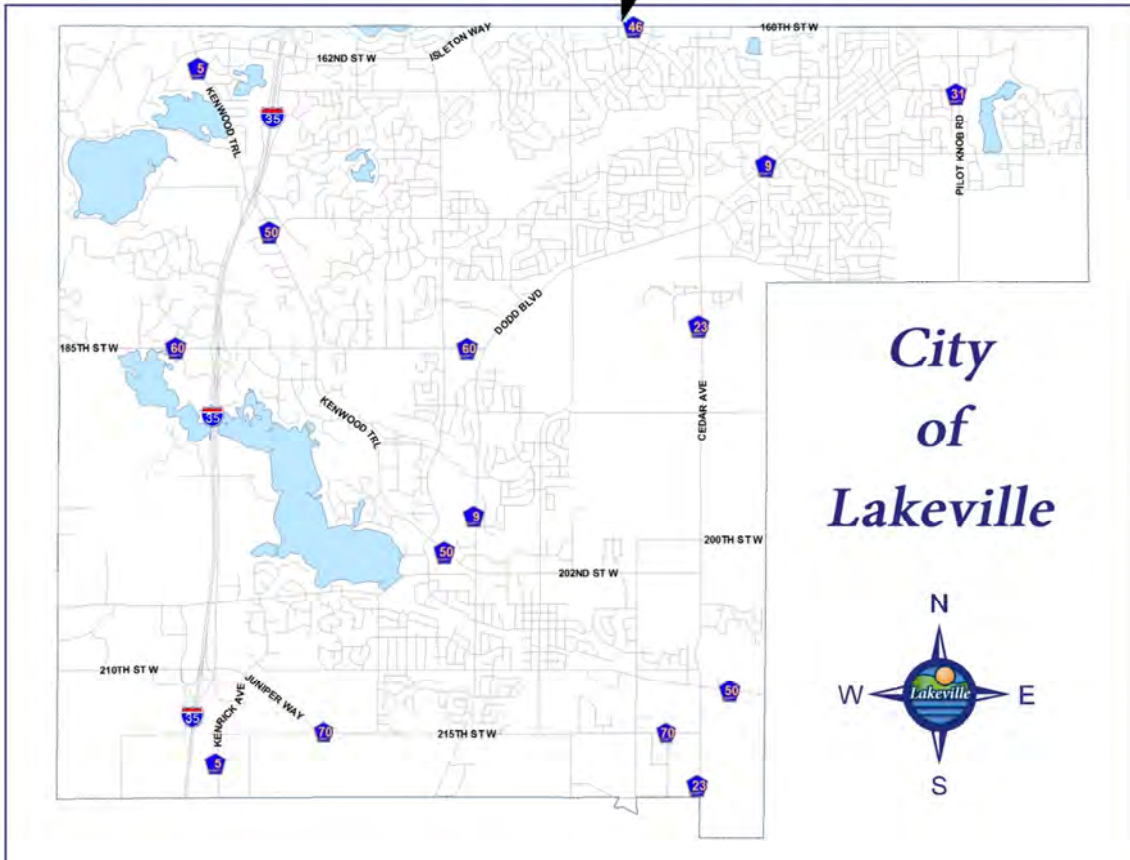 46
160TH ST W
ISLETON WAY
162ND ST W
5
KENWOOD TRL
35
31
PILOT KNOB RD
9
50
DODD BLVD
23
185TH ST W
60
60
City
of
Lakeville
35
KENWOOD TRL
CEDAR AVE
9
50
200TH ST W
202ND ST W
N
W
Lakeville
E
S
210TH ST W
JUNIPER WAY
KENRICK AVE
50
35
70
215TH ST W
70
5
23